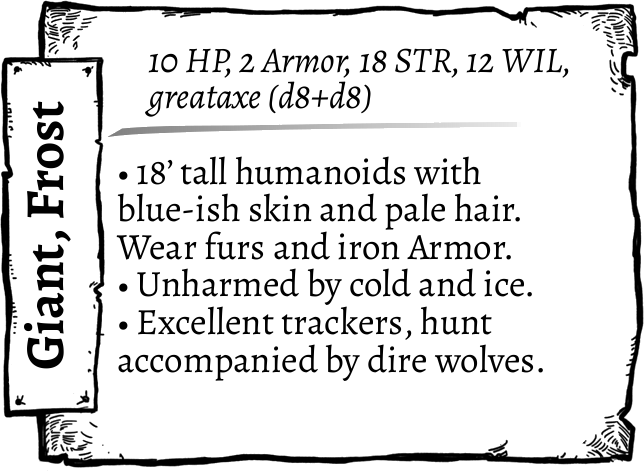 Giant, Frost
10 HP, 2 Armor, 18 STR, 12 WIL,
greataxe (d8+d8)
• 18’ tall humanoids with
blue-ish skin and pale hair.
Wear furs and iron Armor.
• Unharmed by cold and ice.
• Excellent trackers, hunt
accompanied by dire wolves.